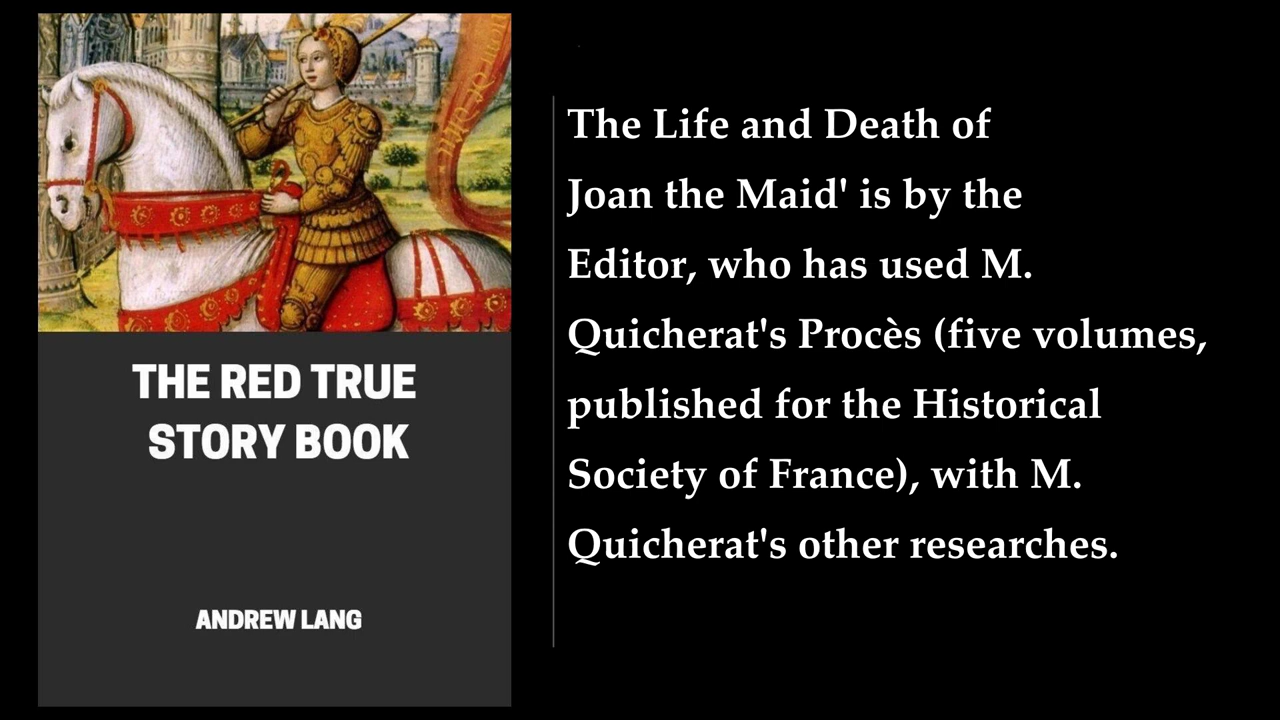 THE RED TRUE
STORY BOOK
ANDREW LANG
The Life and Death of
Joan the Maid' is by the
Editor, who has used M.
Quicherat's Procès (five volumes,
published for the Historical
Society of France), with M.
Quicherat's other researches.